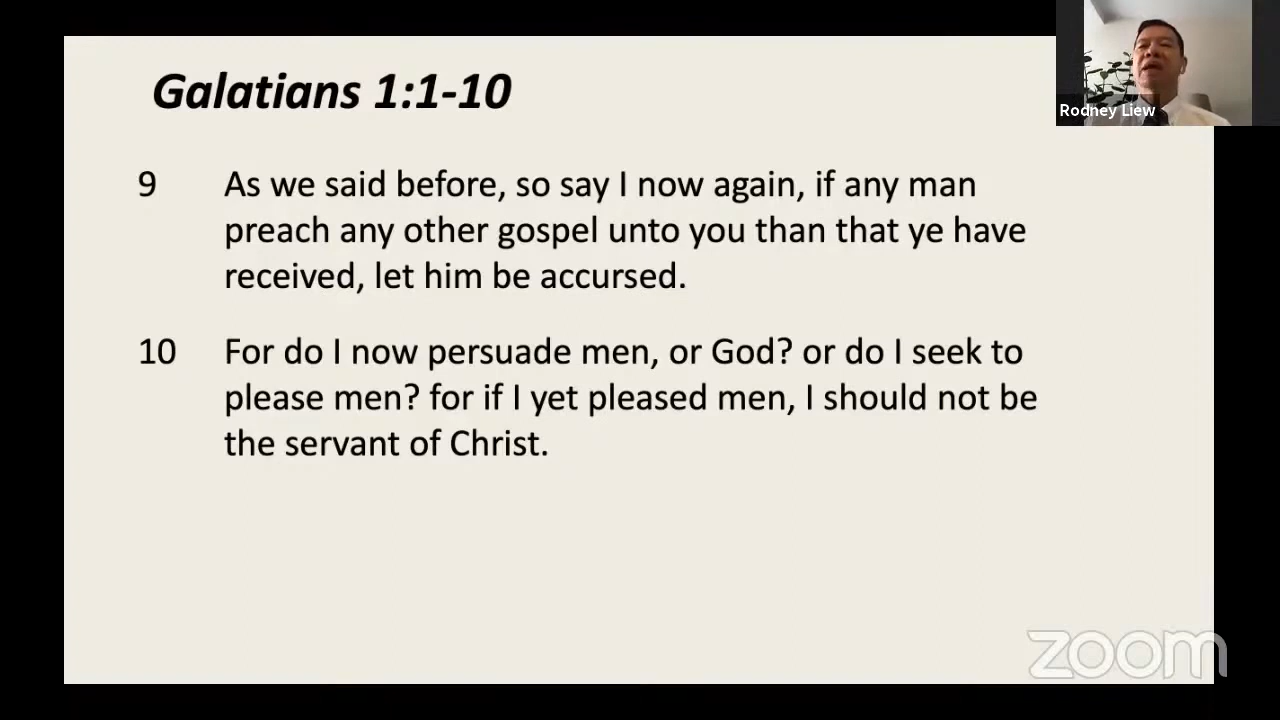 Galatians 1:1-10
Rodney Liew
9 As we said before, so say I now again, if any man
preach any other gospel unto you than that ye have
received, let him be accursed.
10 For do I now persuade men, or God? or do I seek to
please men? for if I yet pleased men, I should not be
the servant of Christ.
zoom